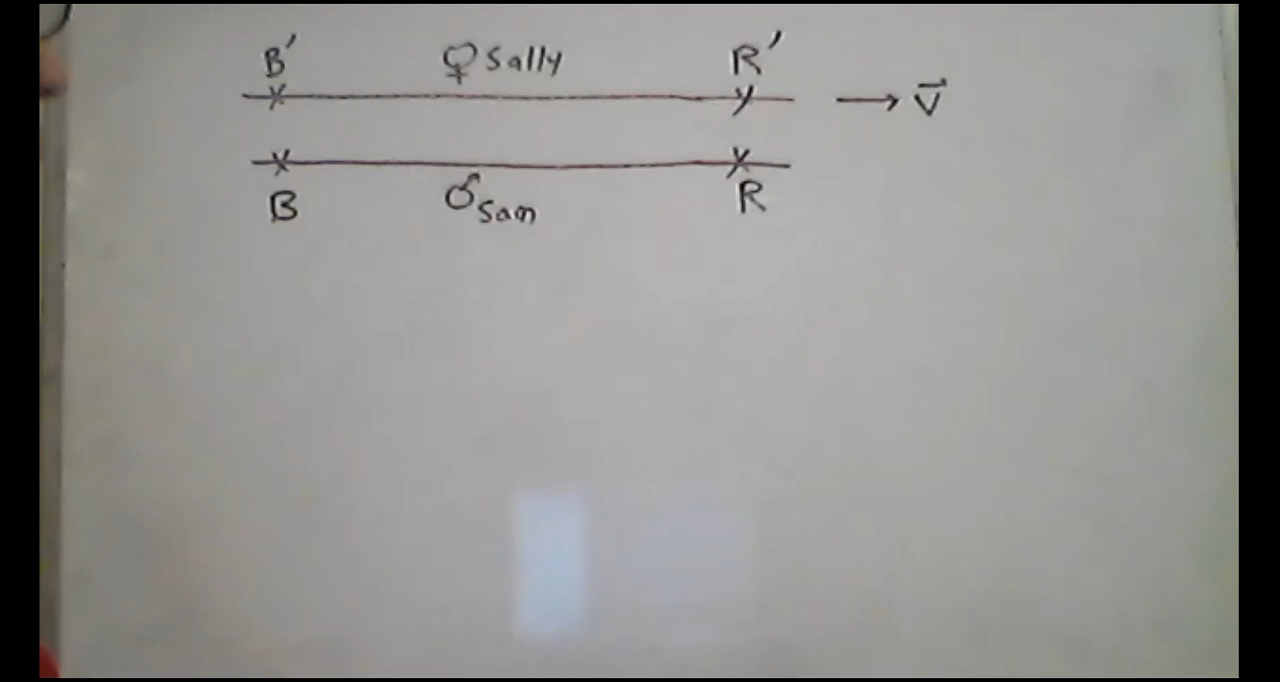 B′ ♀ Sally R′
→ v⃗
B ♂ Sam R